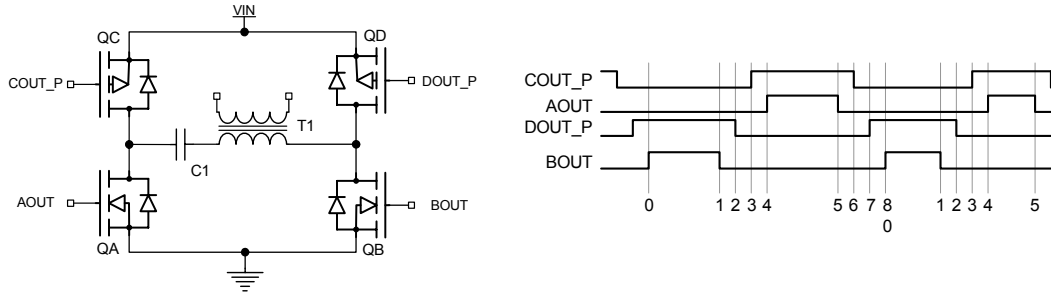 VIN
QC
QD
COUT_P
DOUT_P
T1
C1
AOUT
BOUT
QA
QB
COUT_P
AOUT
DOUT_P
BOUT
0 1 2 3 4 5 6 7 8 1 2 3 4 5
0